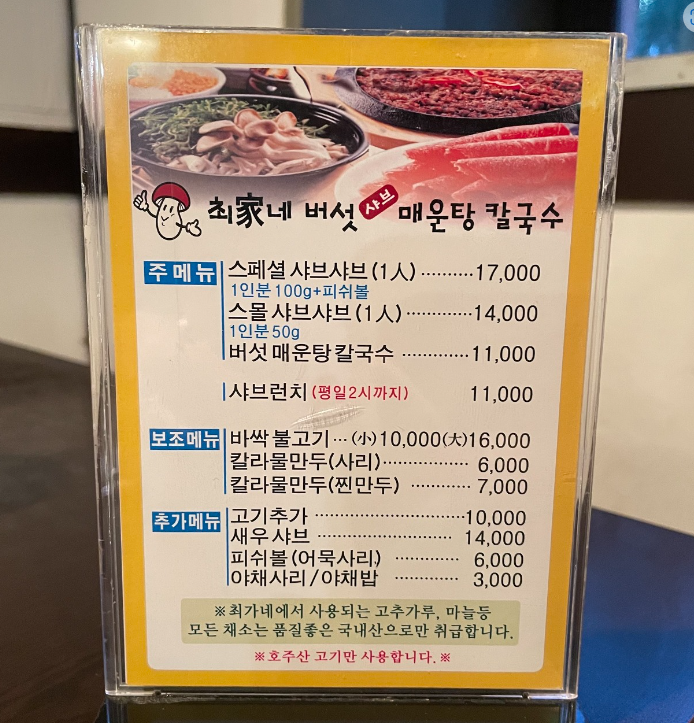 최家네 버섯 샤브 매운탕 칼국수
주메뉴
스페셜 샤브샤브 (1人) ..........17,000
1인분 100g+피쉬볼
스몰 샤브샤브 (1人) .............14,000
1인분 50g
버섯 매운탕 칼국수 .............11,000
샤브런치 (평일2시까지) 11,000
보조메뉴
바싹 불고기 ... (小) 10,000 (大) 16,000
칼라물만두(사리)................. 6,000
칼라물만두(찐만두) ............ 7,000
추가메뉴
고기추가 .............................10,000
새우 샤브 .......................... 14,000
피쉬볼 (어묵사리) ............. 6,000
야채사리 / 야채밥 ............. 3,000
※최가네에서 사용되는 고추가루, 마늘등
모든 채소는 품질좋은 국내산으로만 취급합니다.
※호주산 고기만 사용합니다.※